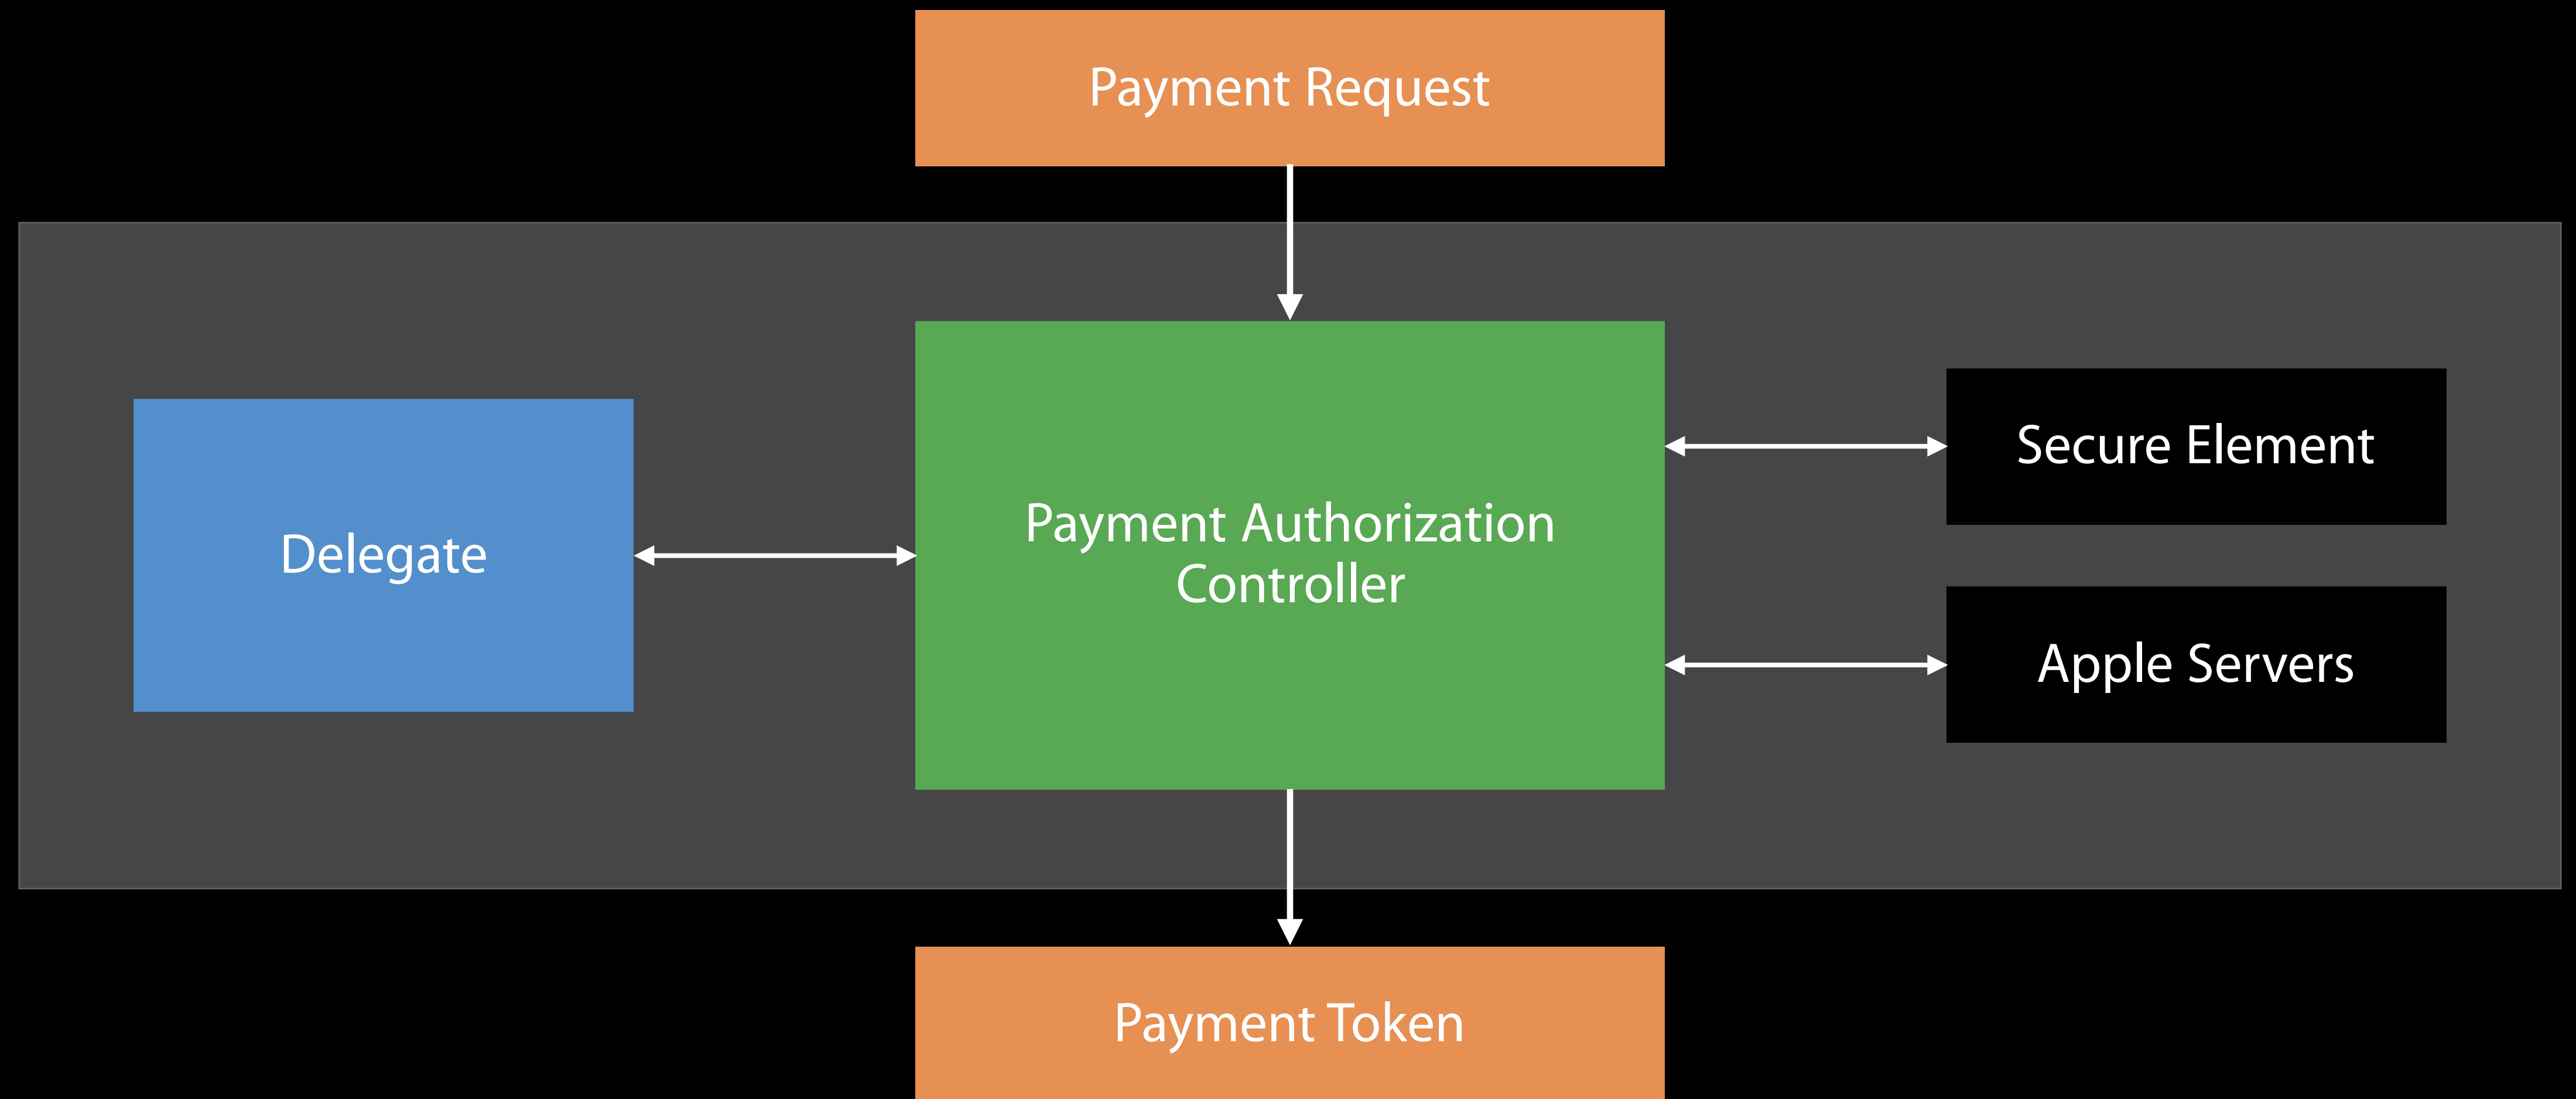 Payment Request
Delegate
Payment Authorization
Controller
Secure Element
Apple Servers
Payment Token